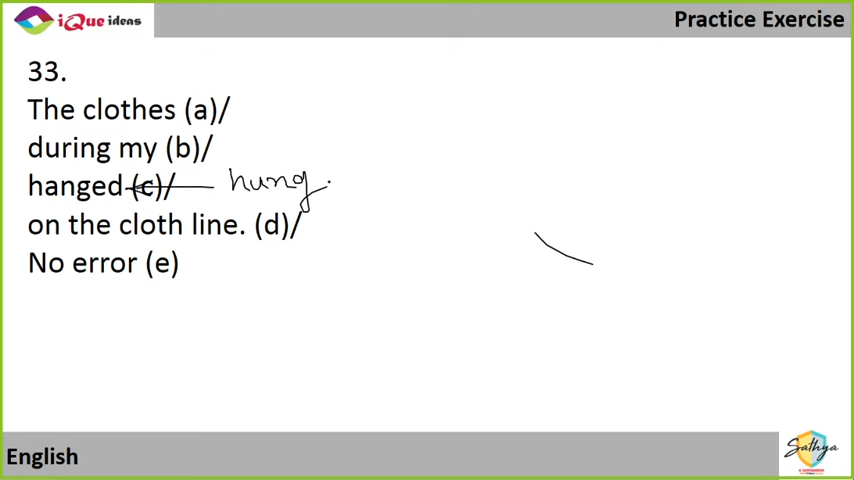 iQue ideas
Practice Exercise
33.
The clothes (a)/
during my (b)/
hanged (c)/ hung.
on the cloth line. (d)/
No error (e)
English
Sathya